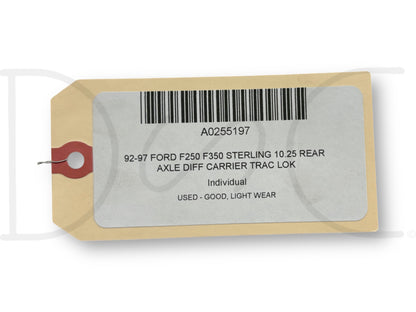 A0255197
92-97 FORD F250 F350 STERLING 10.25 REAR
AXLE DIFF CARRIER TRAC LOK
Individual
USED - GOOD, LIGHT WEAR